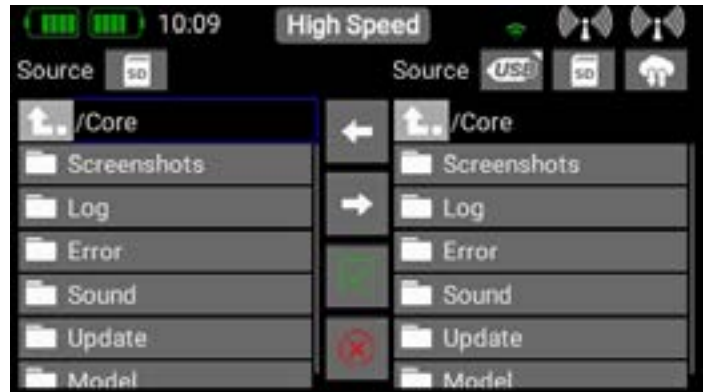 10:09 High Speed
Source SD Source USB SD
/Core /Core
Screenshots Screenshots
Log Log
Error Error
Sound Sound
Update Update
Model Model